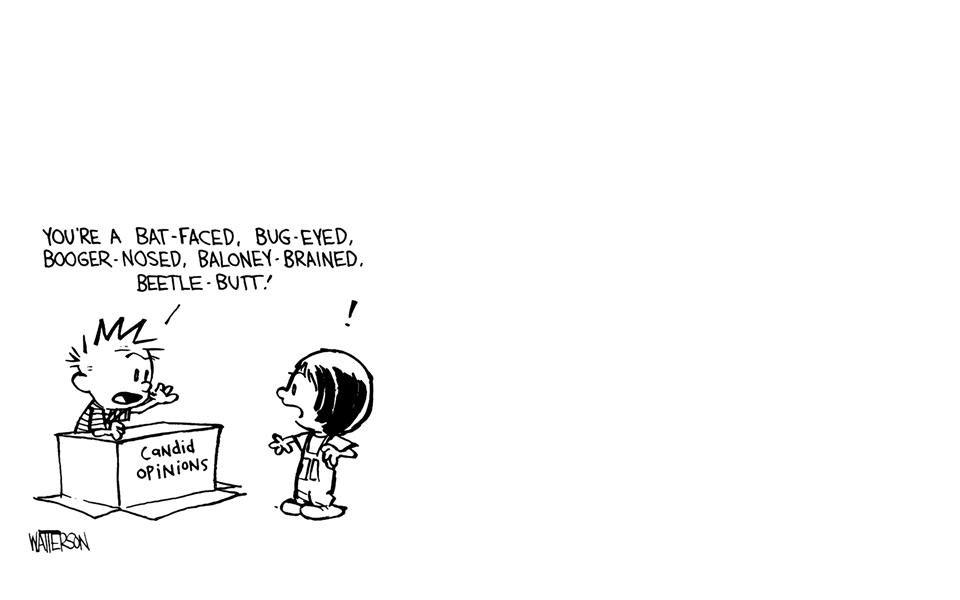 YOU'RE A BAT-FACED, BUG-EYED,
BOOGER-NOSED, BALONEY-BRAINED,
BEETLE-BUTT!
!
CANdid
OPiNiONS
WATTERSON